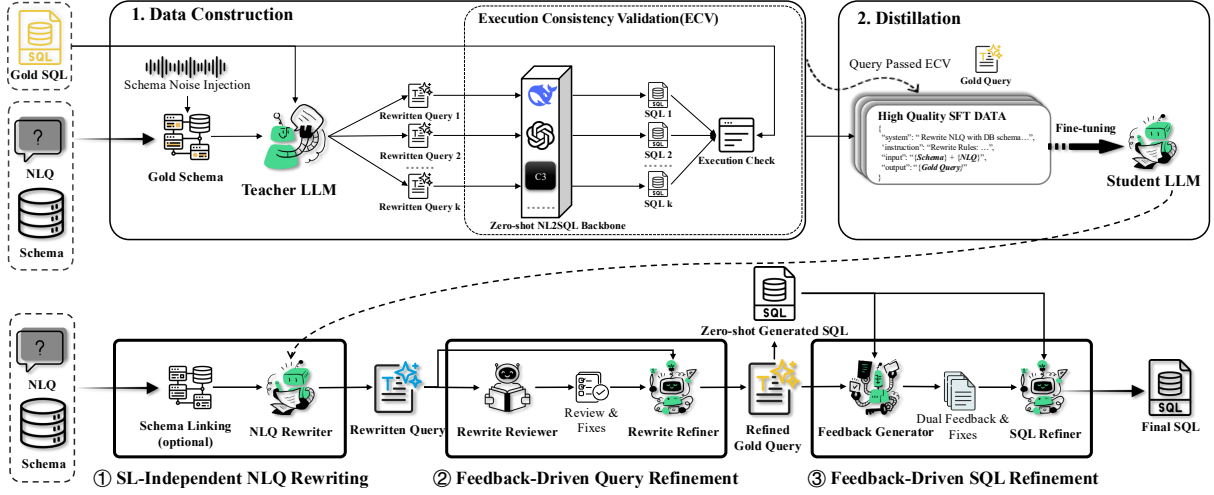 1. Data Construction
Execution Consistency Validation(ECV)
2. Distillation
SQL
Gold SQL
Schema Noise Injection
?
NLQ
Schema
Gold Schema
Teacher LLM
T
Rewritten Query 1
T
Rewritten Query 2
T
Rewritten Query k
C3
Zero-shot NL2SQL Backbone
SQL
SQL 1
SQL
SQL 2
SQL
SQL k
Execution Check
Query Passed ECV
T
Gold Query
High Quality SFT DATA
{
"system": " Rewrite NLQ with DB schema…",
"instruction": "Rewrite Rules: …",
"input": "{Schema} + {NLQ}",
"output": "{Gold Query}"
}
Fine-tuning
Student LLM
?
NLQ
Schema
Schema Linking
(optional)
NLQ Rewriter
T
Rewritten Query
Rewrite Reviewer
Review &
Fixes
Rewrite Refiner
SQL
Zero-shot Generated SQL
T
Refined
Gold Query
Feedback Generator
Dual Feedback &
Fixes
SQL Refiner
SQL
Final SQL
① SL-Independent NLQ Rewriting
② Feedback-Driven Query Refinement
③ Feedback-Driven SQL Refinement